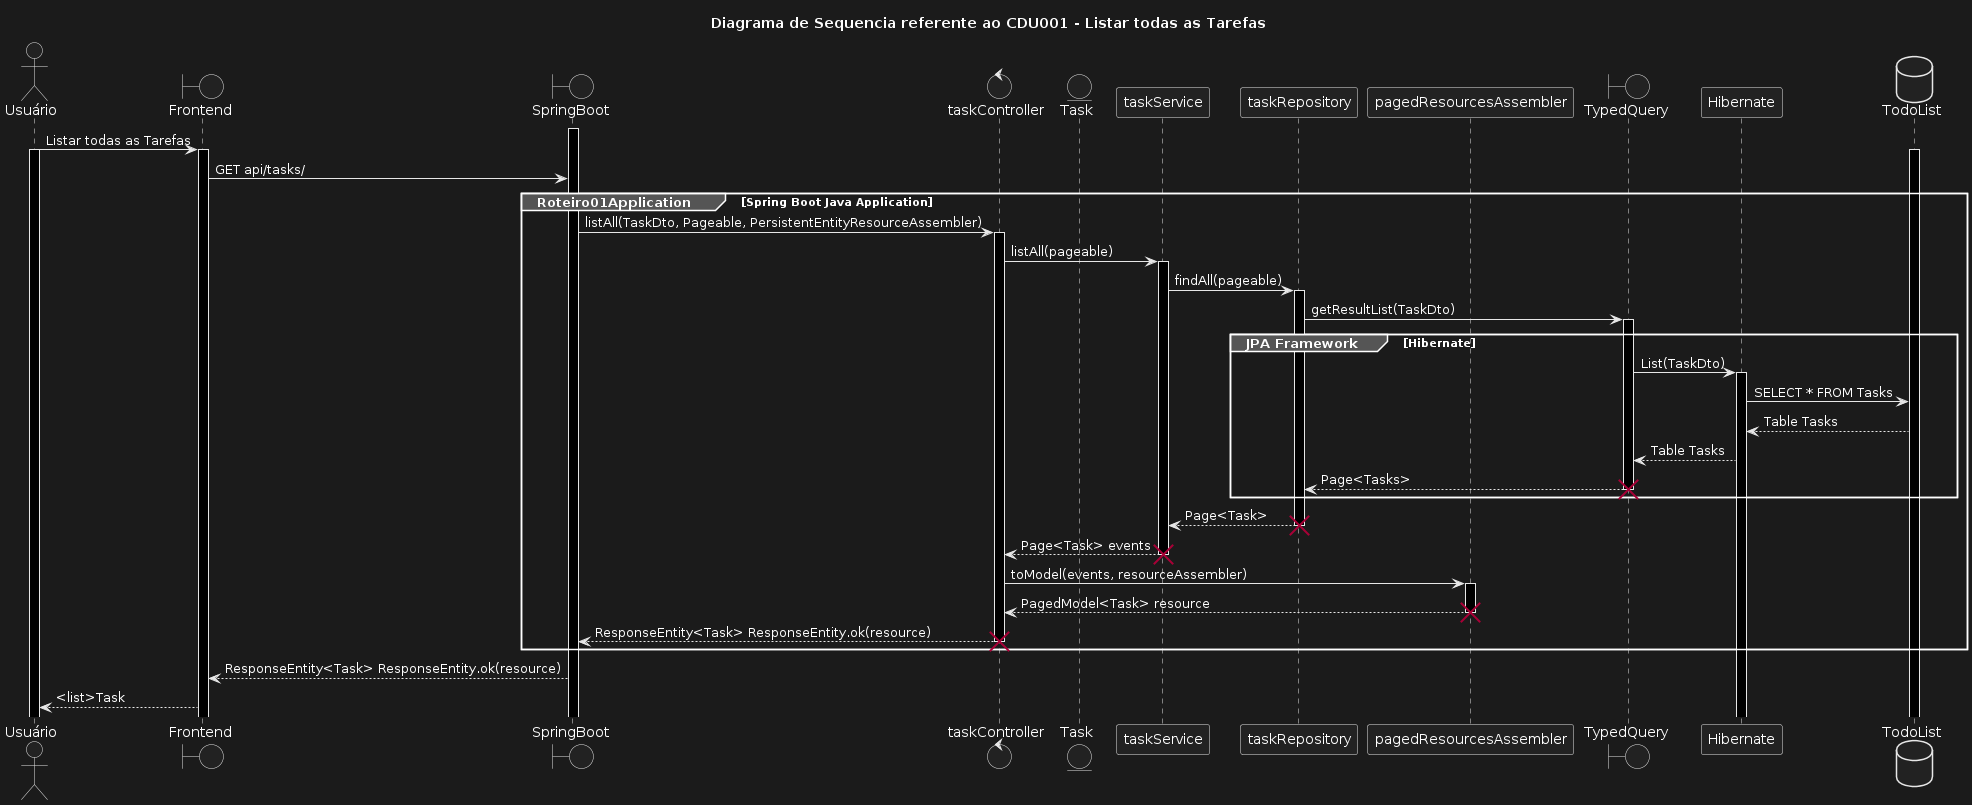 Diagrama de Sequencia referente ao CDU001 - Listar todas as Tarefas
Usuário
Frontend
SpringBoot
taskController
Task
taskService
taskRepository
pagedResourcesAssembler
TypedQuery
Hibernate
TodoList
Listar todas as Tarefas
GET api/tasks/
Roteiro01Application [Spring Boot Java Application]
listAll(TaskDto, Pageable, PersistentEntityResourceAssembler)
listAll(pageable)
findAll(pageable)
getResultList(TaskDto)
JPA Framework [Hibernate]
List(TaskDto)
SELECT * FROM Tasks
Table Tasks
Table Tasks
Page<Tasks>
Page<Task>
Page<Task> events
toModel(events, resourceAssembler)
PagedModel<Task> resource
ResponseEntity<Task> ResponseEntity.ok(resource)
ResponseEntity<Task> ResponseEntity.ok(resource)
<list>Task
Usuário
Frontend
SpringBoot
taskController
Task
taskService
taskRepository
pagedResourcesAssembler
TypedQuery
Hibernate
TodoList